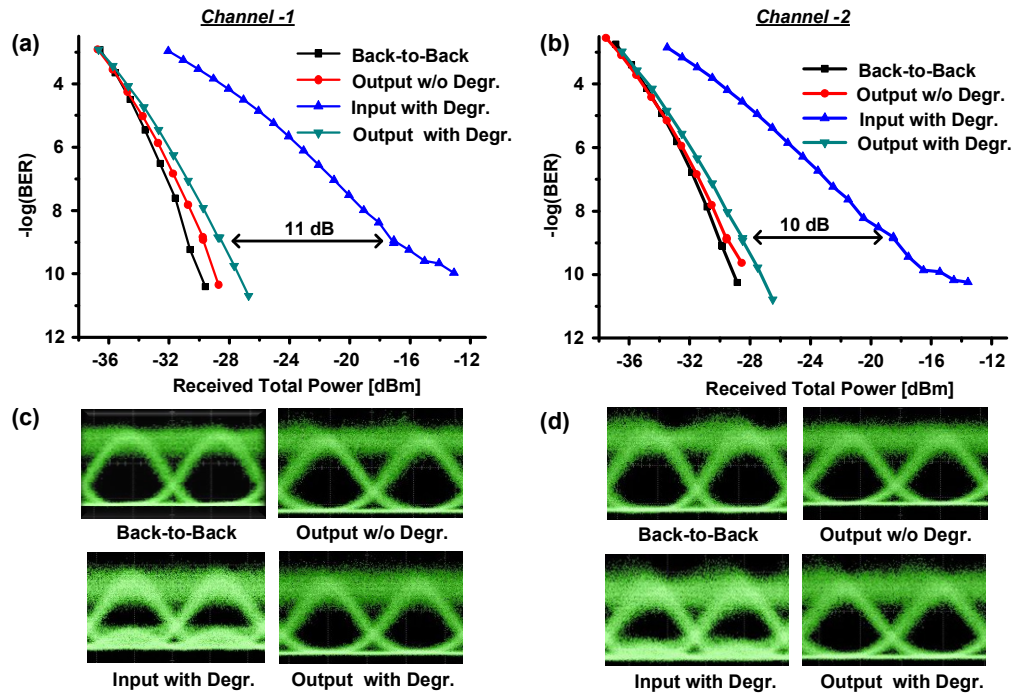 Channel -1
(a)
Back-to-Back
Output w/o Degr.
Input with Degr.
Output with Degr.
11 dB
-log(BER)
4
6
8
10
12
-36 -32 -28 -24 -20 -16 -12
Received Total Power [dBm]
Channel -2
(b)
Back-to-Back
Output w/o Degr.
Input with Degr.
Output with Degr.
10 dB
-log(BER)
4
6
8
10
12
-36 -32 -28 -24 -20 -16 -12
Received Total Power [dBm]
(c)
Back-to-Back
Output w/o Degr.
Input with Degr.
Output with Degr.
(d)
Back-to-Back
Output w/o Degr.
Input with Degr.
Output with Degr.